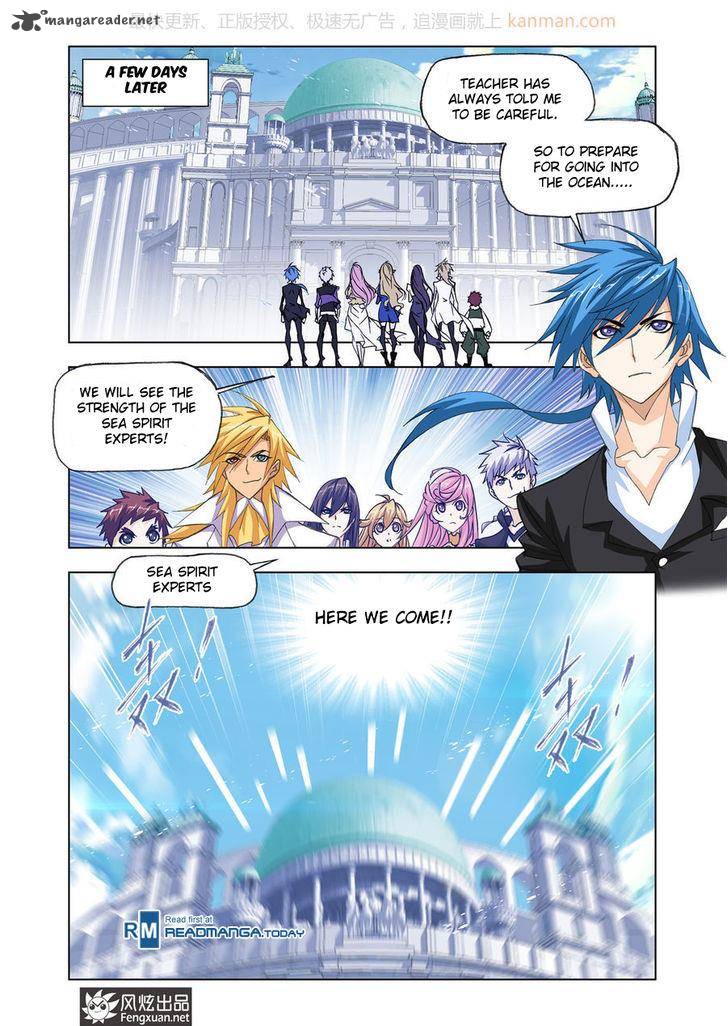 mangareader.net
最快更新、正版授权、极速无广告，追漫画就上 kanman.com
A FEW DAYS
LATER
TEACHER HAS
ALWAYS TOLD ME
TO BE CAREFUL.
SO TO PREPARE
FOR GOING INTO
THE OCEAN.....
WE WILL SEE THE
STRENGTH OF THE
SEA SPIRIT
EXPERTS!
SEA SPIRIT
EXPERTS
HERE WE COME!!
轰!
轰!
RM Read first at
READMANGA.TODAY
风炫出品
Fengxuan.net